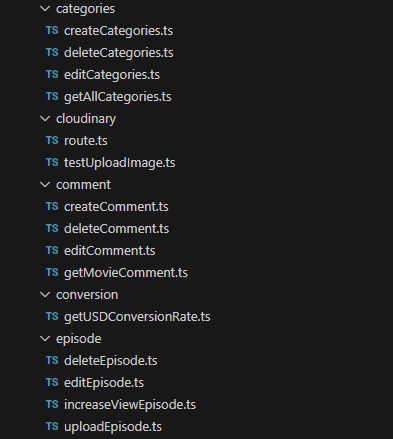 categories
TS createCategories.ts
TS deleteCategories.ts
TS editCategories.ts
TS getAllCategories.ts
cloudinary
TS route.ts
TS testUploadImage.ts
comment
TS createComment.ts
TS deleteComment.ts
TS editComment.ts
TS getMovieComment.ts
conversion
TS getUSDConversionRate.ts
episode
TS deleteEpisode.ts
TS editEpisode.ts
TS increaseViewEpisode.ts
TS uploadEpisode.ts